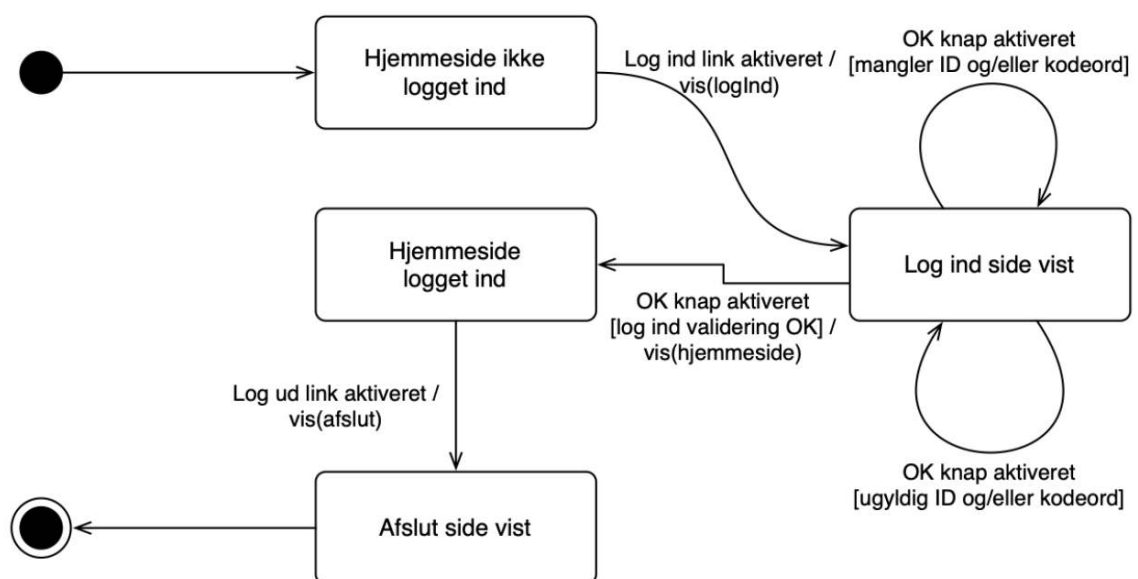 Hjemmeside ikke
logget ind
Log ind link aktiveret /
vis(logInd)
OK knap aktiveret
[mangler ID og/eller kodeord]
Hjemmeside
logget ind
Log ind side vist
OK knap aktiveret
[log ind validering OK] /
vis(hjemmeside)
Log ud link aktiveret /
vis(afslut)
OK knap aktiveret
[ugyldig ID og/eller kodeord]
Afslut side vist